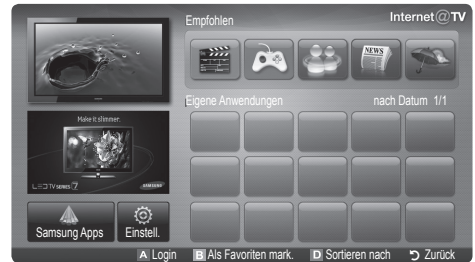 Internet@TV
Empfohlen
NEWS
Eigene Anwendungen nach Datum 1/1
Make it slimmer.
LED TV SERIES 7
SAMSUNG
Samsung Apps
Einstell.
A Login B Als Favoriten mark. D Sortieren nach Zurück